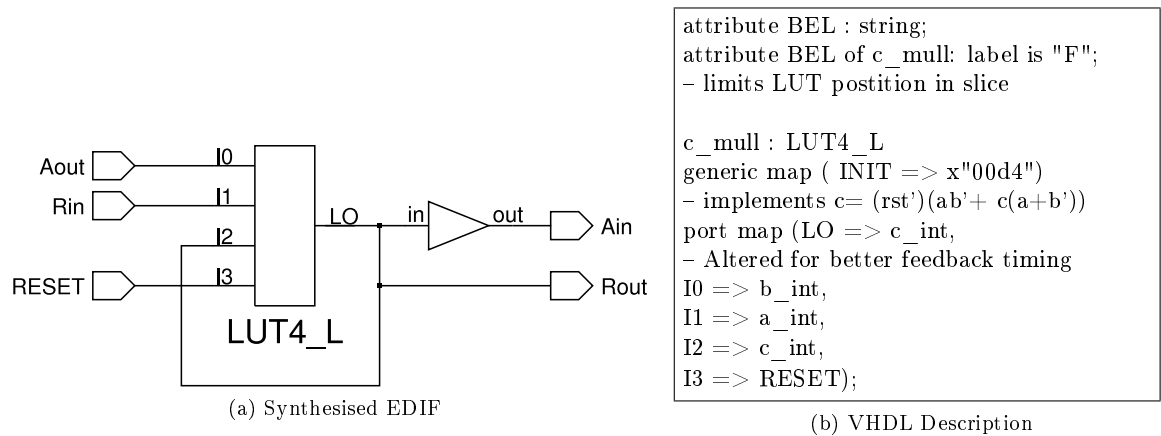 Aout
Rin
RESET
I0
I1
I2
I3
LO
in
out
Ain
Rout
LUT4_L
(a) Synthesised EDIF
attribute BEL : string;
attribute BEL of c_mull: label is "F";
– limits LUT postition in slice
c_mull : LUT4_L
generic map ( INIT => x"00d4")
– implements c= (rst')(ab'+ c(a+b'))
port map (LO => c_int,
– Altered for better feedback timing
I0 => b_int,
I1 => a_int,
I2 => c_int,
I3 => RESET);
(b) VHDL Description